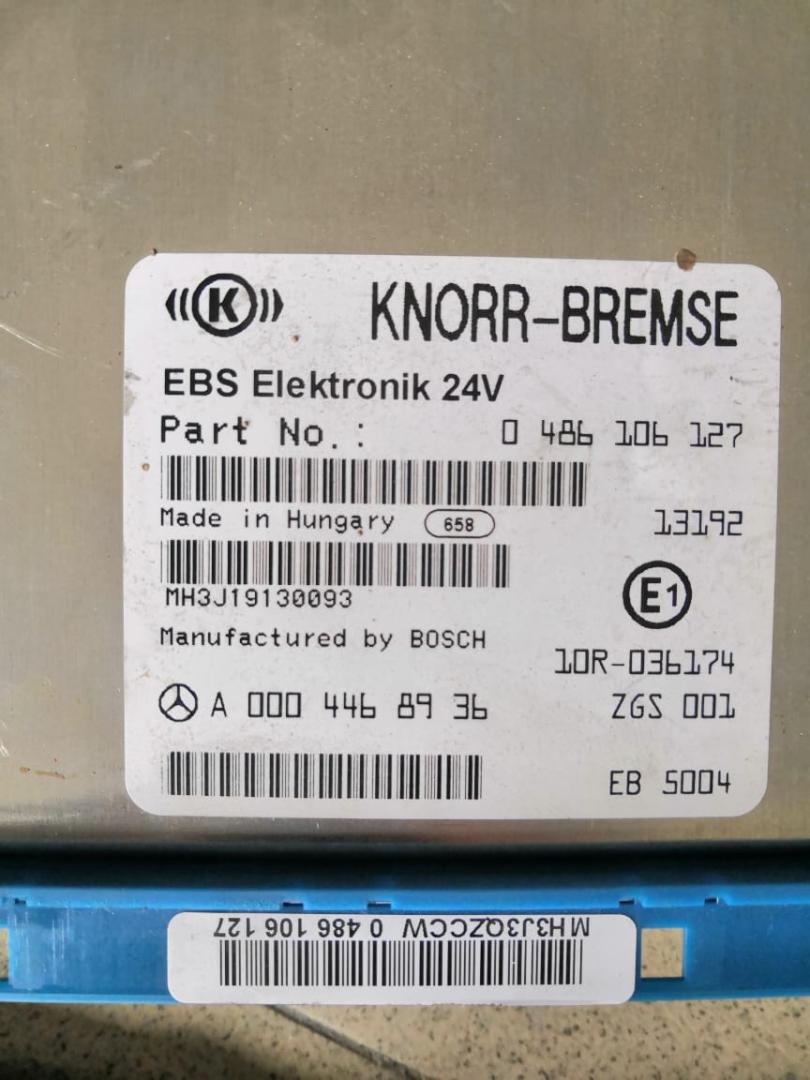 K KNORR-BREMSE
EBS Elektronik 24V
Part No.: 0 486 106 127
Made in Hungary 658 13192
MH3J19130093
E1
Manufactured by BOSCH
10R-036174
A 000 446 89 36 ZGS 001
EB 5004
MH3J3QZCCW 0 486 106 127